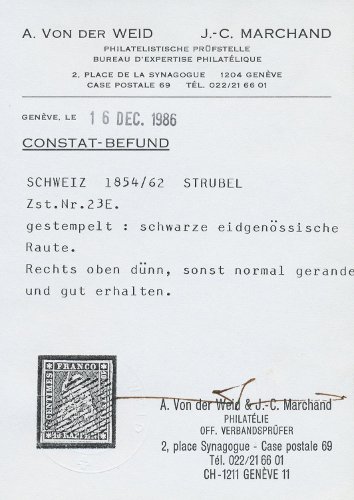 A. VON DER WEID J.-C. MARCHAND
PHILATELISTISCHE PRÜFSTELLE
BUREAU D'EXPERTISE PHILATÉLIQUE
2, PLACE DE LA SYNAGOGUE 1204 GENÈVE
CASE POSTALE 69 TÉL. 022/21 66 01
GENÈVE, LE 16 DEC. 1986
CONSTAT-BEFUND
SCHWEIZ 1854/62 STRUBEL
Zst.Nr.23E.
gestempelt : schwarze eidgenössische
Raute.
Rechts oben dünn, sonst normal gerande
und gut erhalten.
FRANCO
CENTIMES
A. Von der Weid & J.-C. Marchand
PHILATÉLIE
OFF. VERBANDSPRÜFER
2, place Synagogue - Case postale 69
Tél. 022/21 66 01
CH-1211 GENÈVE 11